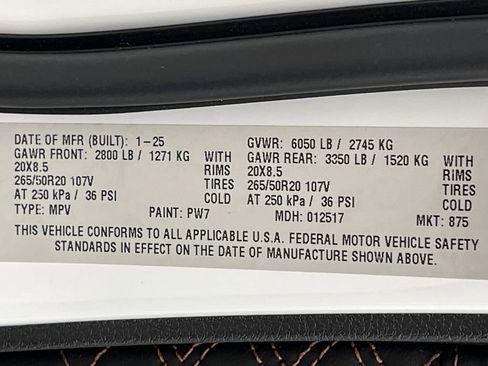 DATE OF MFR (BUILT): 1-25 GVWR: 6050 LB / 2745 KG
GAWR FRONT: 2800 LB / 1271 KG WITH GAWR REAR: 3350 LB / 1520 KG WITH
20X8.5 RIMS 20X8.5 RIMS
265/50R20 107V TIRES 265/50R20 107V TIRES
AT 250 kPa / 36 PSI COLD AT 250 kPa / 36 PSI COLD
TYPE: MPV PAINT: PW7 MDH: 012517 MKT: 875
THIS VEHICLE CONFORMS TO ALL APPLICABLE U.S.A. FEDERAL MOTOR VEHICLE SAFETY
STANDARDS IN EFFECT ON THE DATE OF MANUFACTURE SHOWN ABOVE.